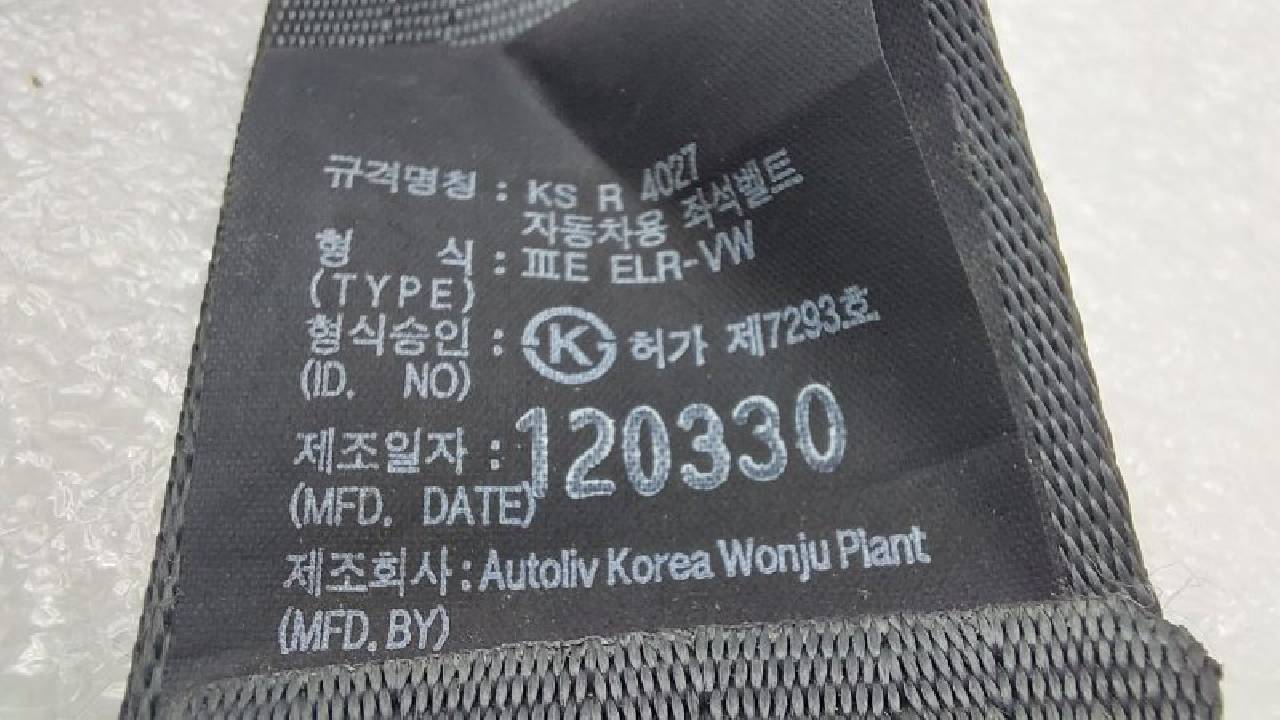 규격명칭 : KS R 4027
자동차용 좌석벨트
형 식 : ⅢE ELR-VW
(TYPE)
형식승인 : K 허가 제7293호
(ID. NO)
제조일자 : 120330
(MFD. DATE)
제조회사 : Autoliv Korea Wonju Plant
(MFD. BY)